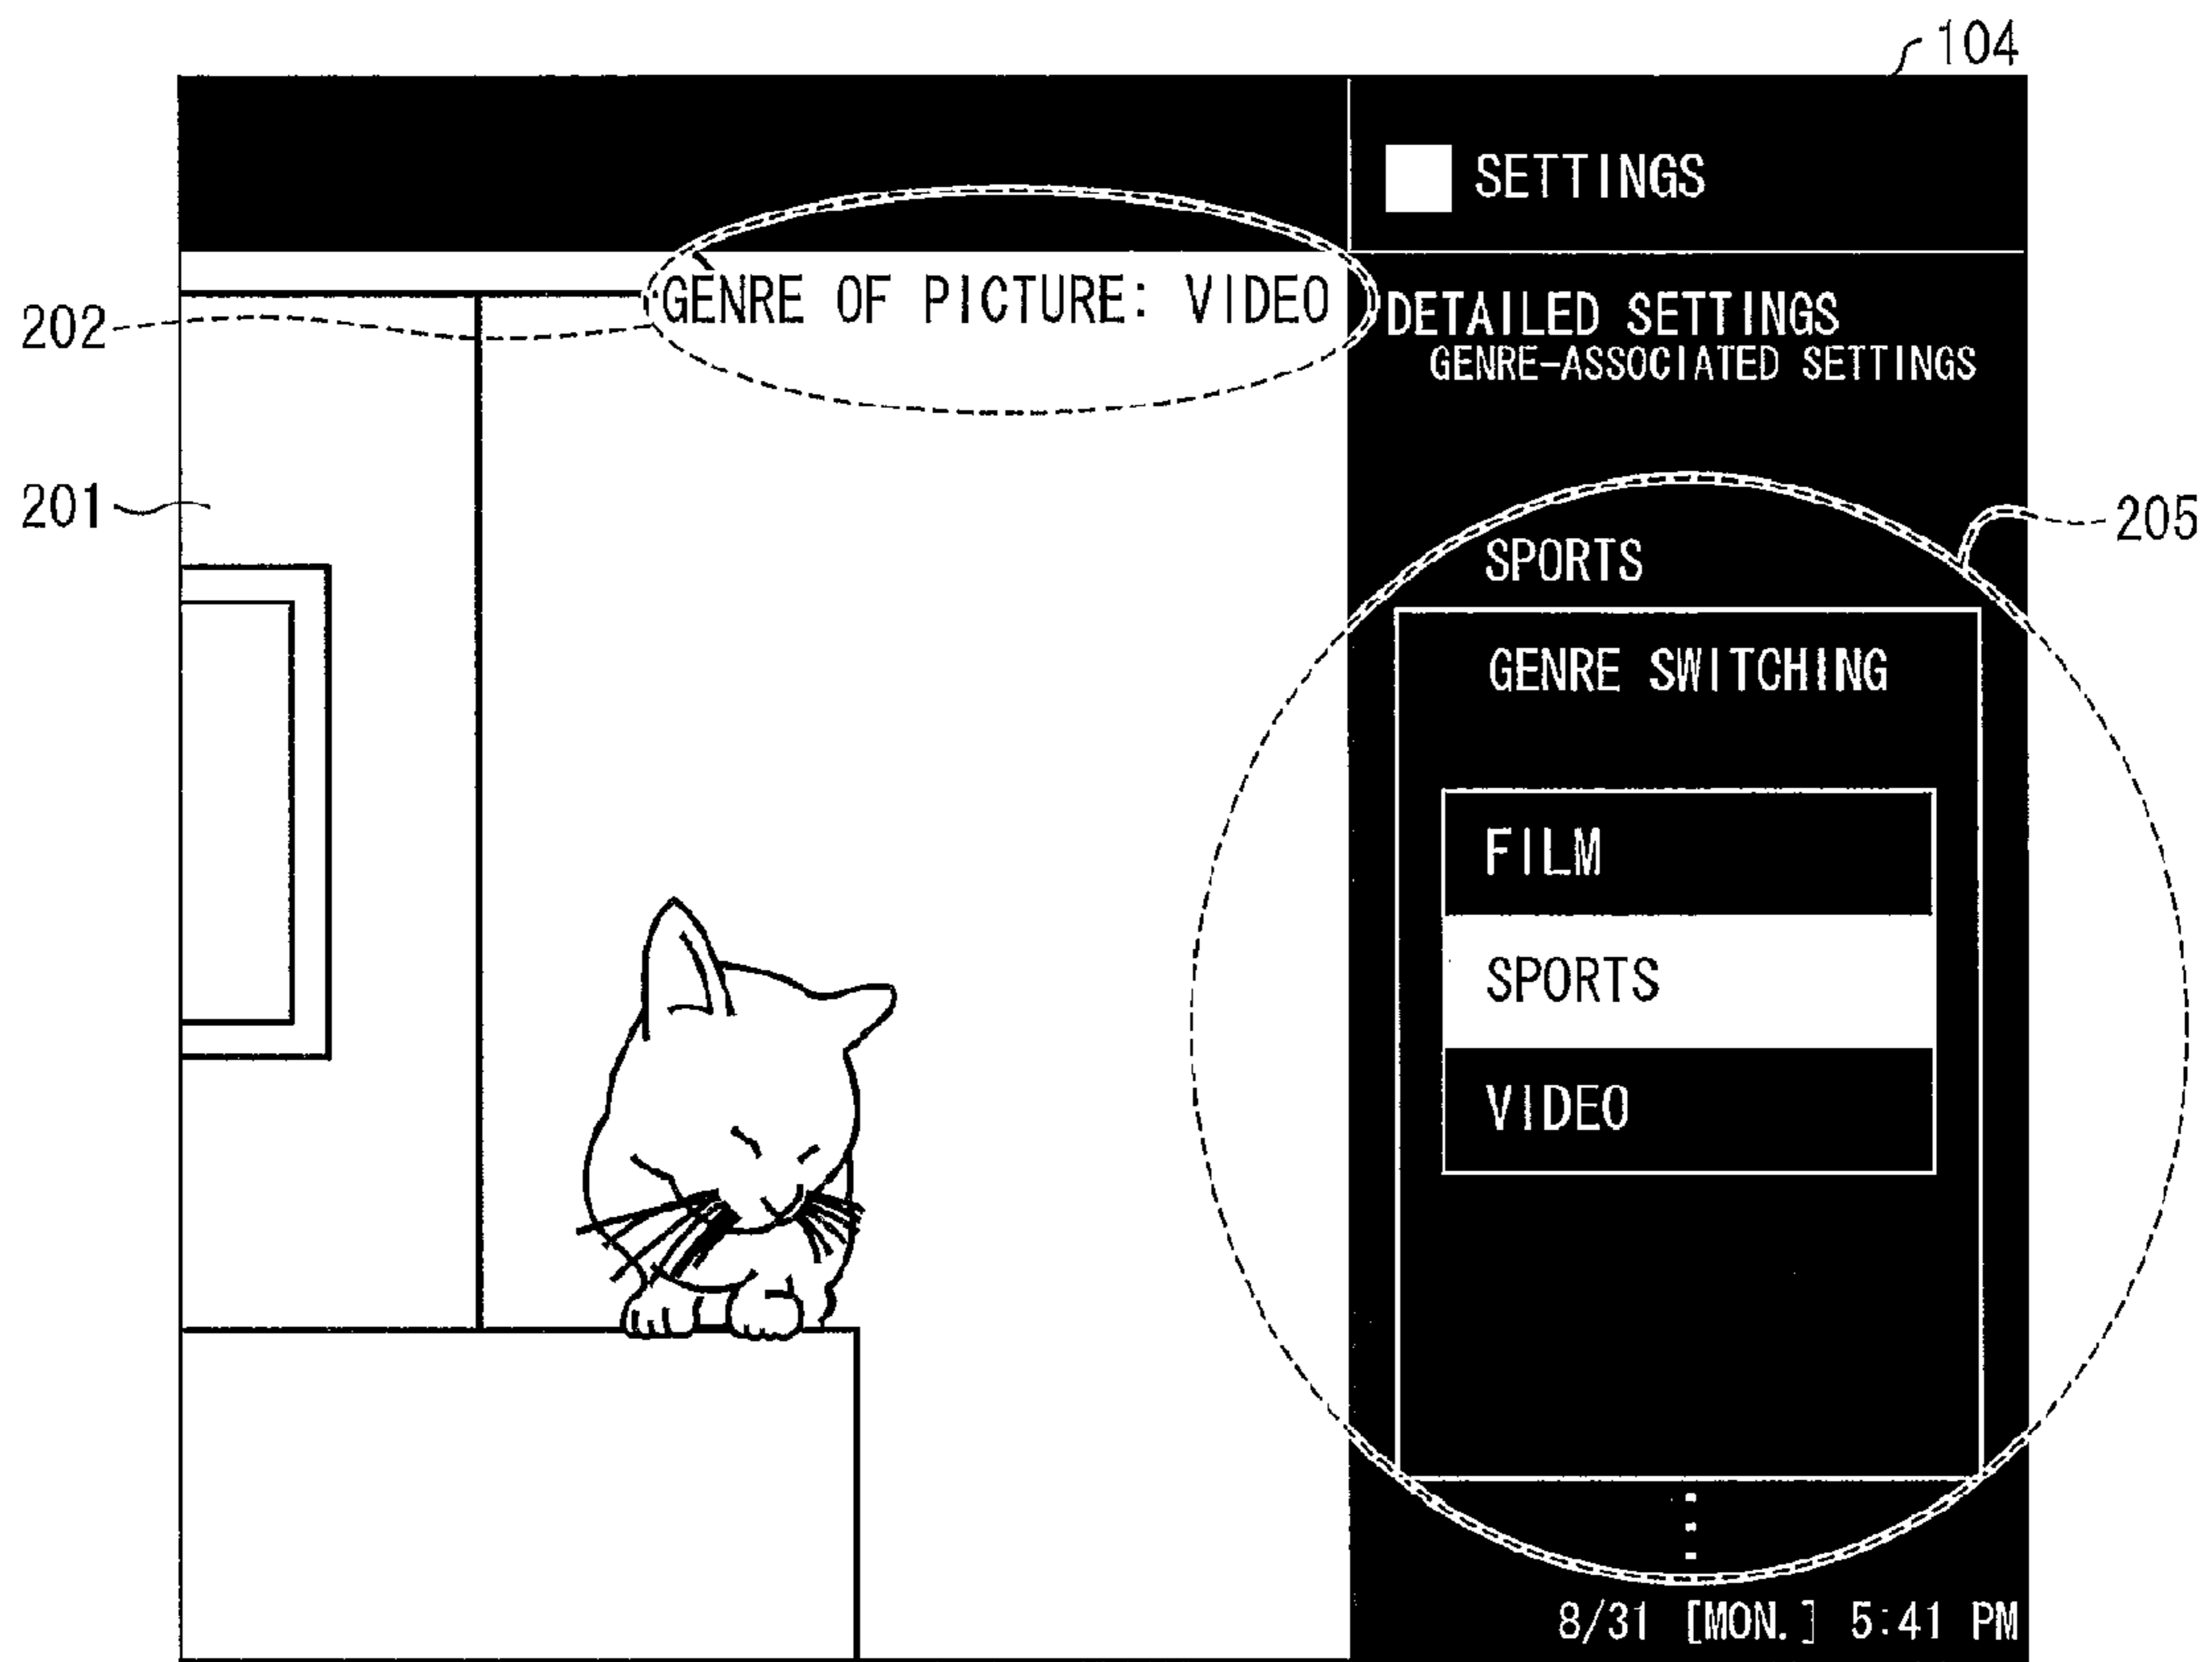 104
SETTINGS
GENRE OF PICTURE: VIDEO
202
DETAILED SETTINGS
GENRE-ASSOCIATED SETTINGS
201
205
SPORTS
GENRE SWITCHING
FILM
SPORTS
VIDEO
8/31 [MON.] 5:41 PM